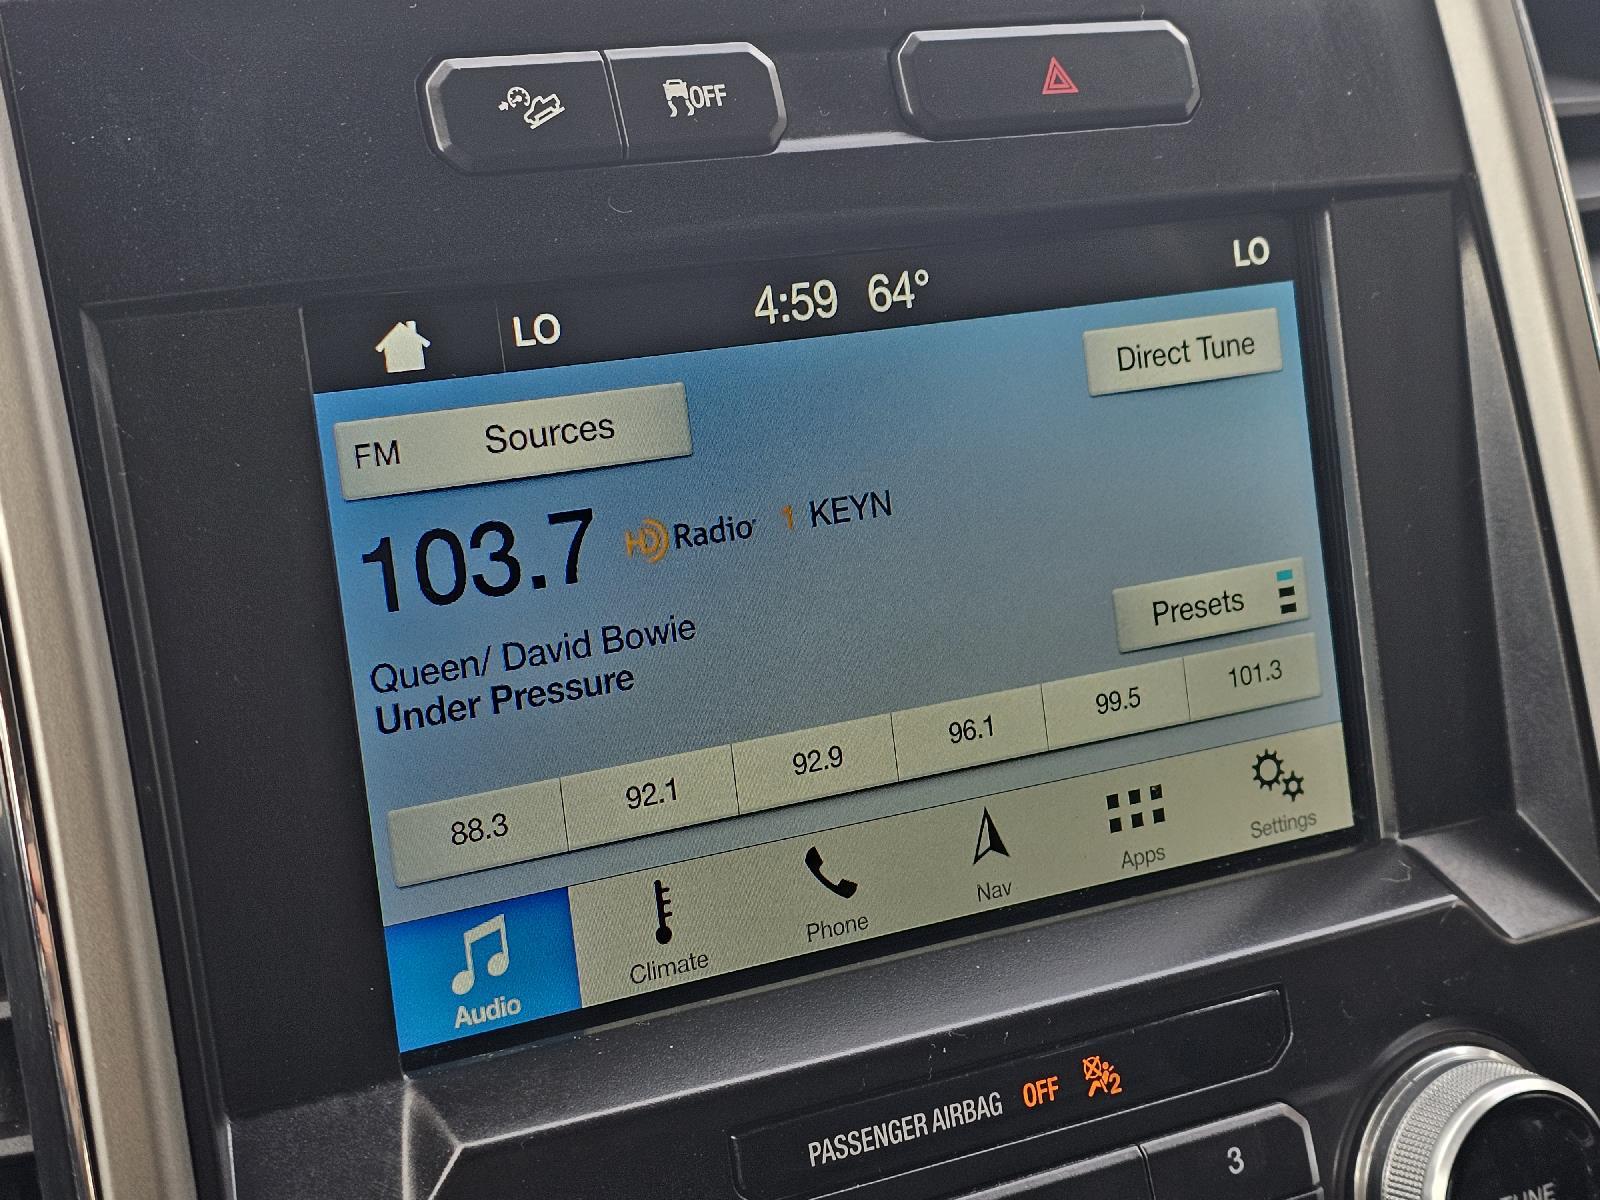 OFF
LO 4:59 64° LO
Direct Tune
FM Sources
103.7 HD Radio 1 KEYN
Queen/ David Bowie
Under Pressure
Presets
88.3 92.1 92.9 96.1 99.5 101.3
Audio Climate Phone Nav Apps Settings
PASSENGER AIRBAG OFF 2
3
TUNE